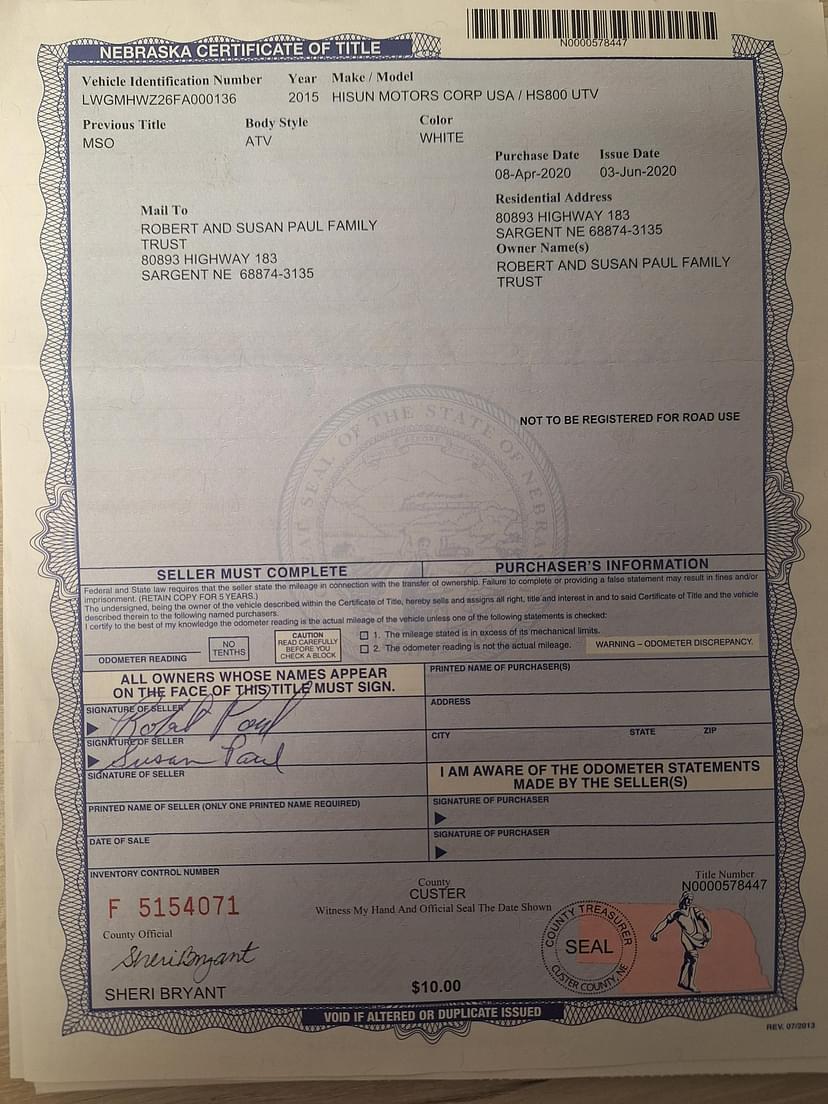 N0000578447
NEBRASKA CERTIFICATE OF TITLE
Vehicle Identification Number Year Make / Model
LWGMHWZ26FA000136 2015 HISUN MOTORS CORP USA / HS800 UTV
Previous Title Body Style Color
MSO ATV WHITE
Purchase Date Issue Date
08-Apr-2020 03-Jun-2020
Mail To
ROBERT AND SUSAN PAUL FAMILY
TRUST
80893 HIGHWAY 183
SARGENT NE 68874-3135
Residential Address
80893 HIGHWAY 183
SARGENT NE 68874-3135
Owner Name(s)
ROBERT AND SUSAN PAUL FAMILY
TRUST
NOT TO BE REGISTERED FOR ROAD USE
SEAL OF THE STATE OF NEBRA
SELLER MUST COMPLETE
PURCHASER'S INFORMATION
Federal and State law requires that the seller state the mileage in connection with the transfer of ownership. Failure to complete or providing a false statement may result in fines and/or
imprisonment. (RETAIN COPY FOR 5 YEARS.)
The undersigned, being the owner of the vehicle described within the Certificate of Title, hereby sells and assigns all right, title and interest in and to said Certificate of Title and the vehicle
described therein to the following named purchasers.
I certify to the best of my knowledge the odometer reading is the actual mileage of the vehicle unless one of the following statements is checked:
ODOMETER READING
NO
TENTHS
CAUTION
READ CAREFULLY
BEFORE YOU
CHECK A BLOCK
1. The mileage stated is in excess of its mechanical limits.
2. The odometer reading is not the actual mileage.
WARNING – ODOMETER DISCREPANCY.
ALL OWNERS WHOSE NAMES APPEAR
ON THE FACE OF THIS TITLE MUST SIGN.
SIGNATURE OF SELLER
Robert Paul
SIGNATURE OF SELLER
Susan Paul
SIGNATURE OF SELLER
PRINTED NAME OF SELLER (ONLY ONE PRINTED NAME REQUIRED)
DATE OF SALE
PRINTED NAME OF PURCHASER(S)
ADDRESS
CITY STATE ZIP
I AM AWARE OF THE ODOMETER STATEMENTS
MADE BY THE SELLER(S)
SIGNATURE OF PURCHASER
SIGNATURE OF PURCHASER
INVENTORY CONTROL NUMBER
F 5154071
County
CUSTER
Witness My Hand And Official Seal The Date Shown
Title Number
N0000578447
County Official
Sheri Bryant
SHERI BRYANT
$10.00
COUNTY TREASURER
SEAL
CUSTER COUNTY, NE
VOID IF ALTERED OR DUPLICATE ISSUED
REV. 07/2013